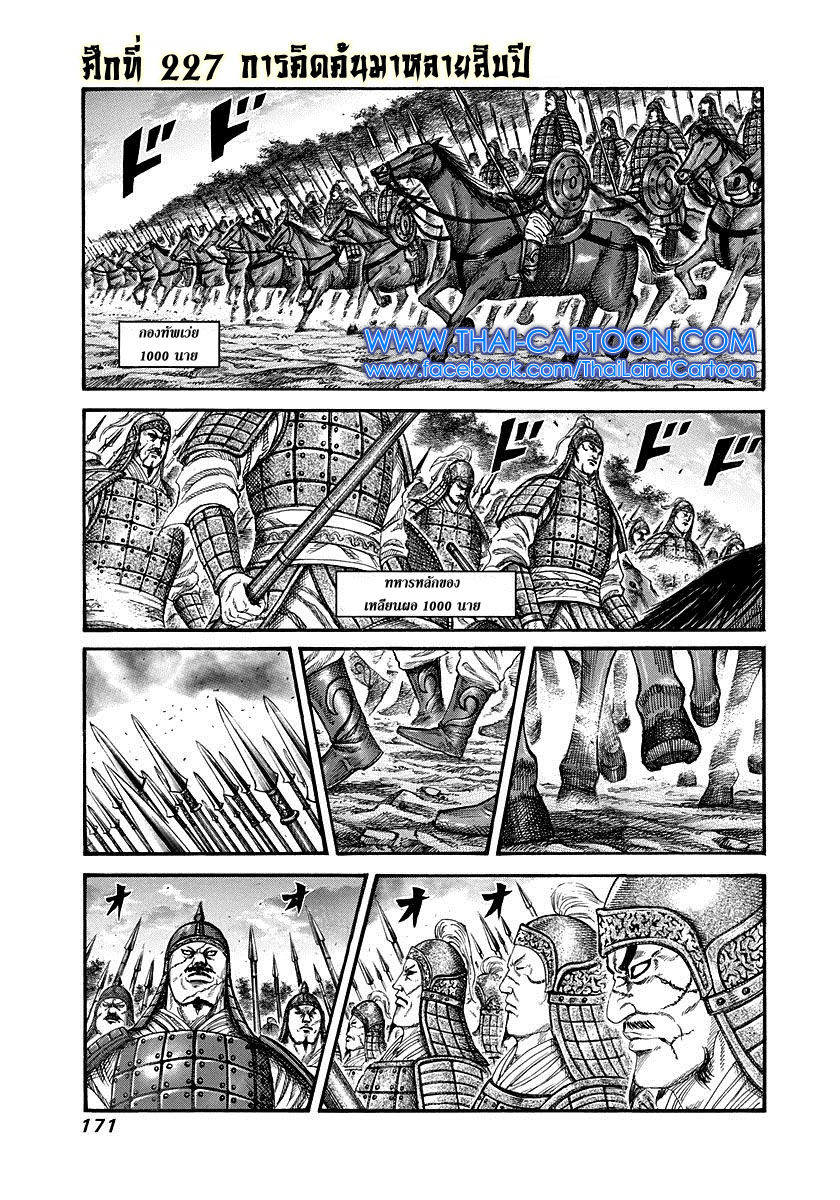 ศึกที่ 227 การคิดค้นมาหลายสิบปี
ドド
กองทัพเว่ย
1000 นาย
WWW.THAI-CARTOON.COM
www.facebook.com/ThaiLandCartoon
ドドド
ทหารหลักของ
เหลียนผอ 1000 นาย
オ オ
オ オ
171